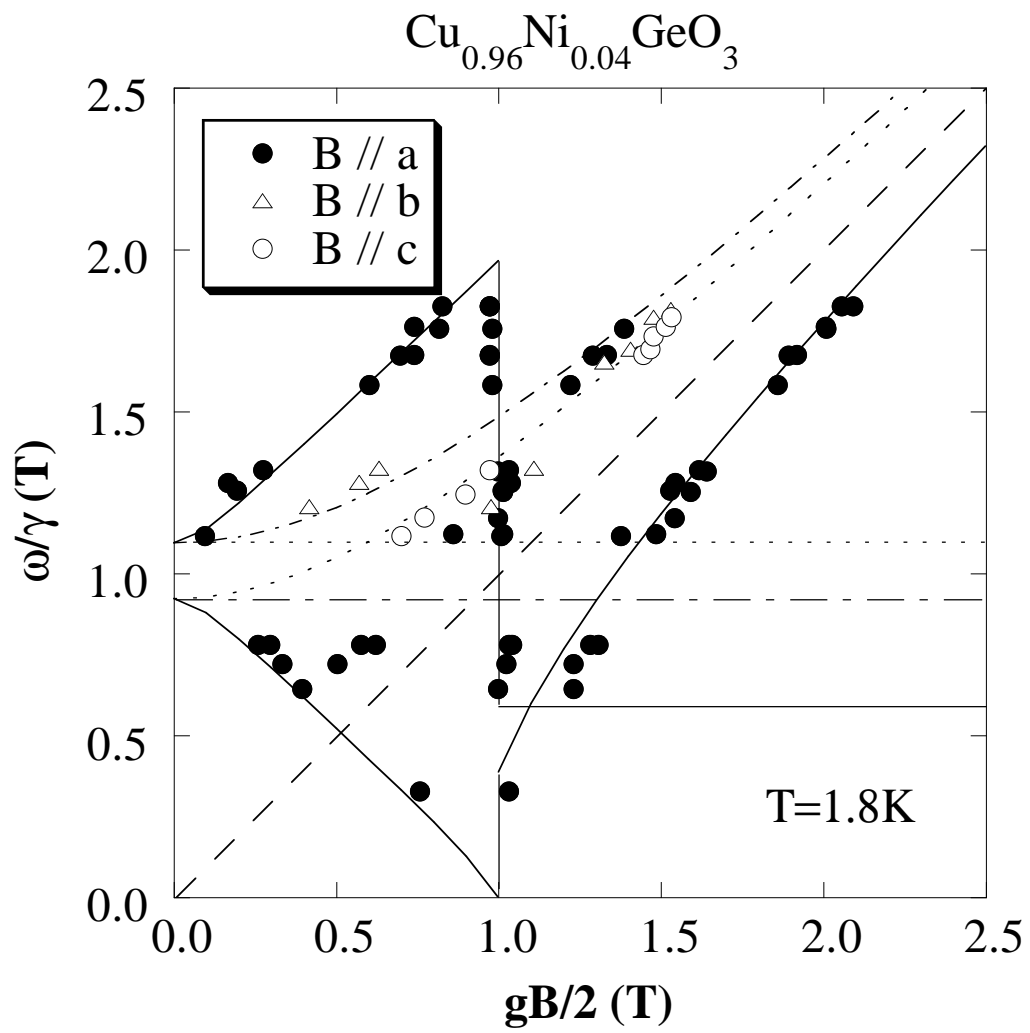 Cu₀.₉₆Ni₀.₀₄GeO₃
2.5
2.0
1.5
1.0
0.5
0.0
ω/γ (T)
B // a
B // b
B // c
T=1.8K
0.0 0.5 1.0 1.5 2.0 2.5
gB/2 (T)